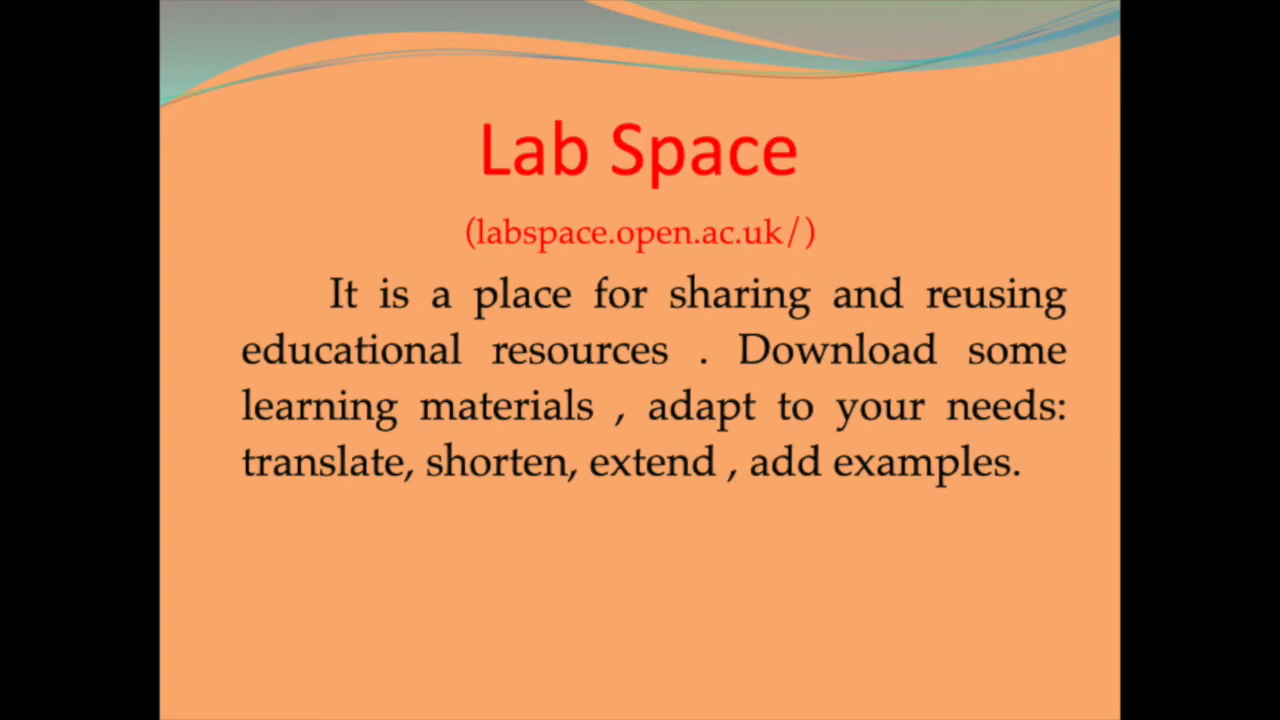 Lab Space
(labspace.open.ac.uk/)
It is a place for sharing and reusing
educational resources . Download some
learning materials , adapt to your needs:
translate, shorten, extend , add examples.